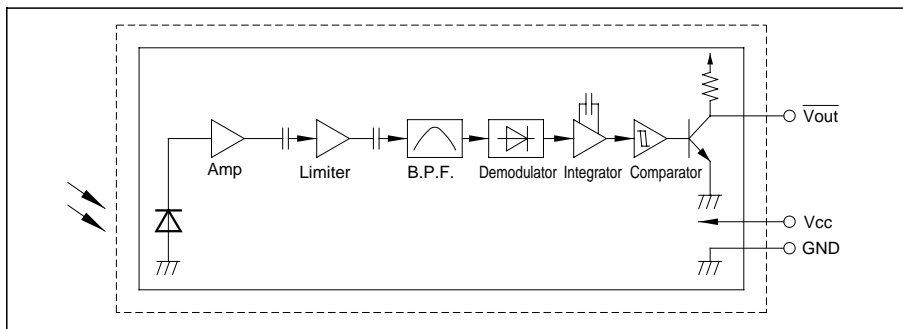 Vout
Amp
Limiter
B.P.F.
Demodulator
Integrator
Comparator
Vcc
GND